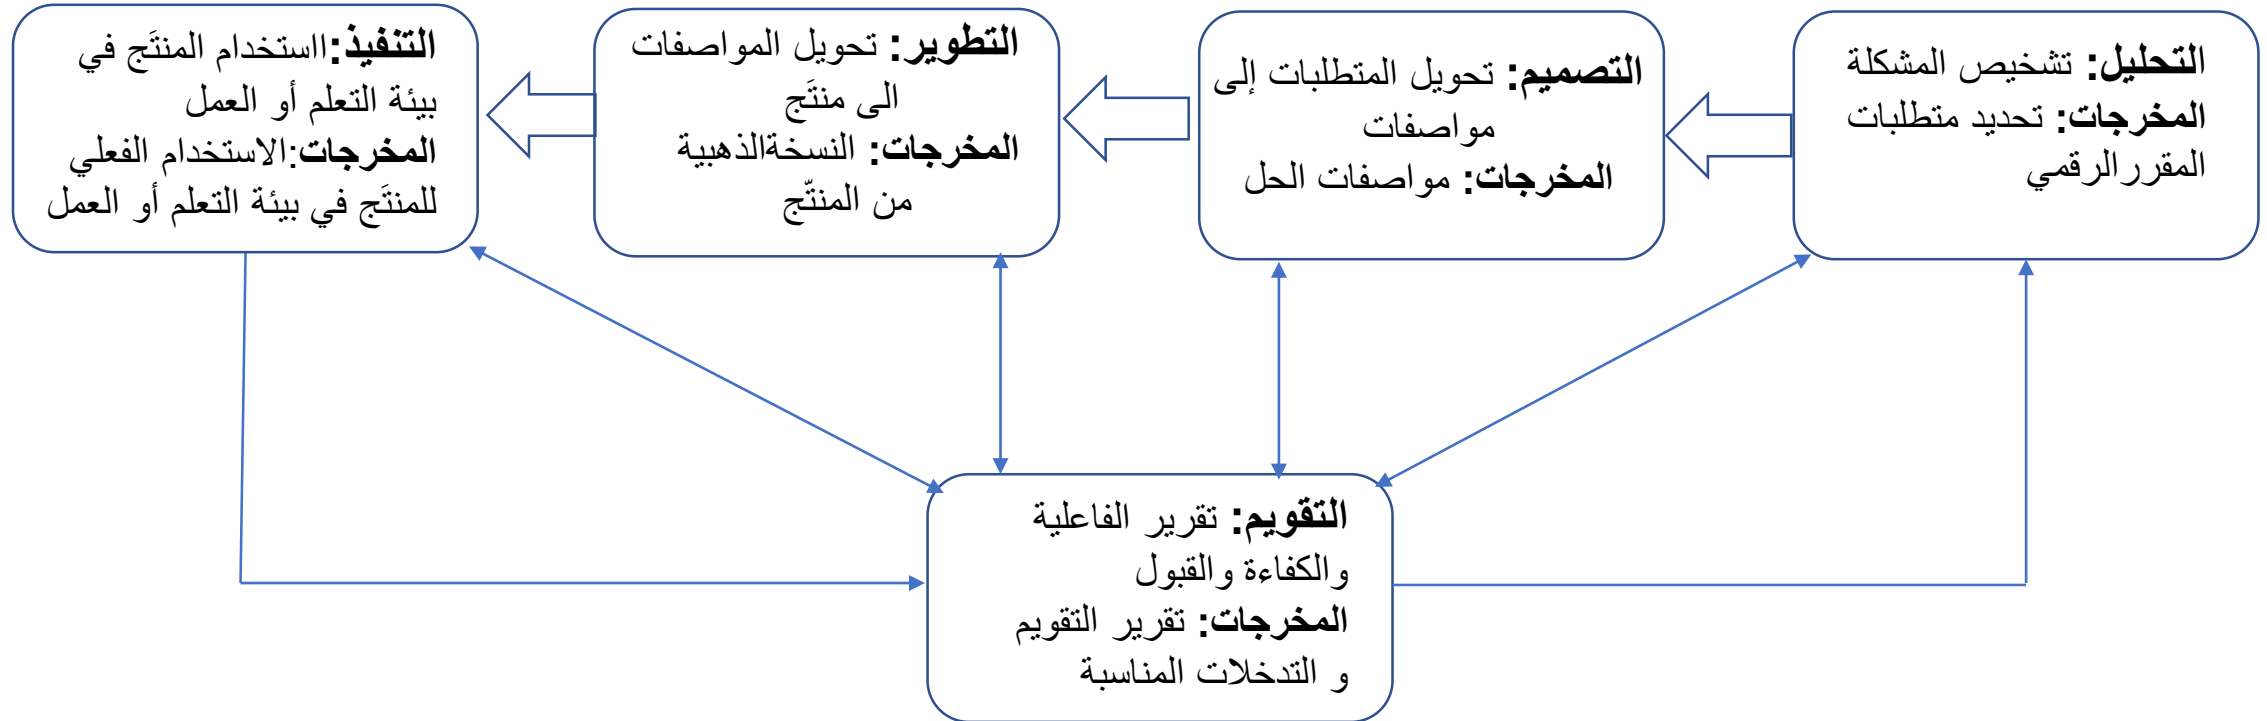 التحليل: تشخيص المشكلة
المخرجات: تحديد متطلبات
المقررالرقمي
التصميم: تحويل المتطلبات إلى
مواصفات
المخرجات: مواصفات الحل
التطوير: تحويل المواصفات
الى منتَج
المخرجات: النسخةالذهبية
من المنتّج
التنفيذ:ااستخدام المنتَج في
بيئة التعلم أو العمل
المخرجات:الاستخدام الفعلي
للمنتَج في بيئة التعلم أو العمل
التقويم: تقرير الفاعلية
والكفاءة والقبول
المخرجات: تقرير التقويم
و التدخلات المناسبة